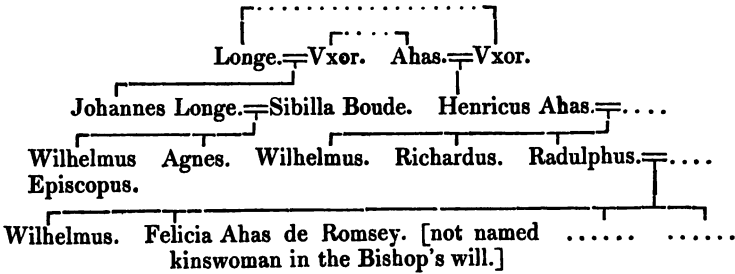 Longe. Vxor. Ahas. Vxor.
Johannes Longe. Sibilla Boude. Henricus Ahas. ....
Wilhelmus Agnes. Wilhelmus. Richardus. Radulphus. ....
Episcopus.
Wilhelmus. Felicia Ahas de Romsey. [not named ...... ......
kinswoman in the Bishop's will.]